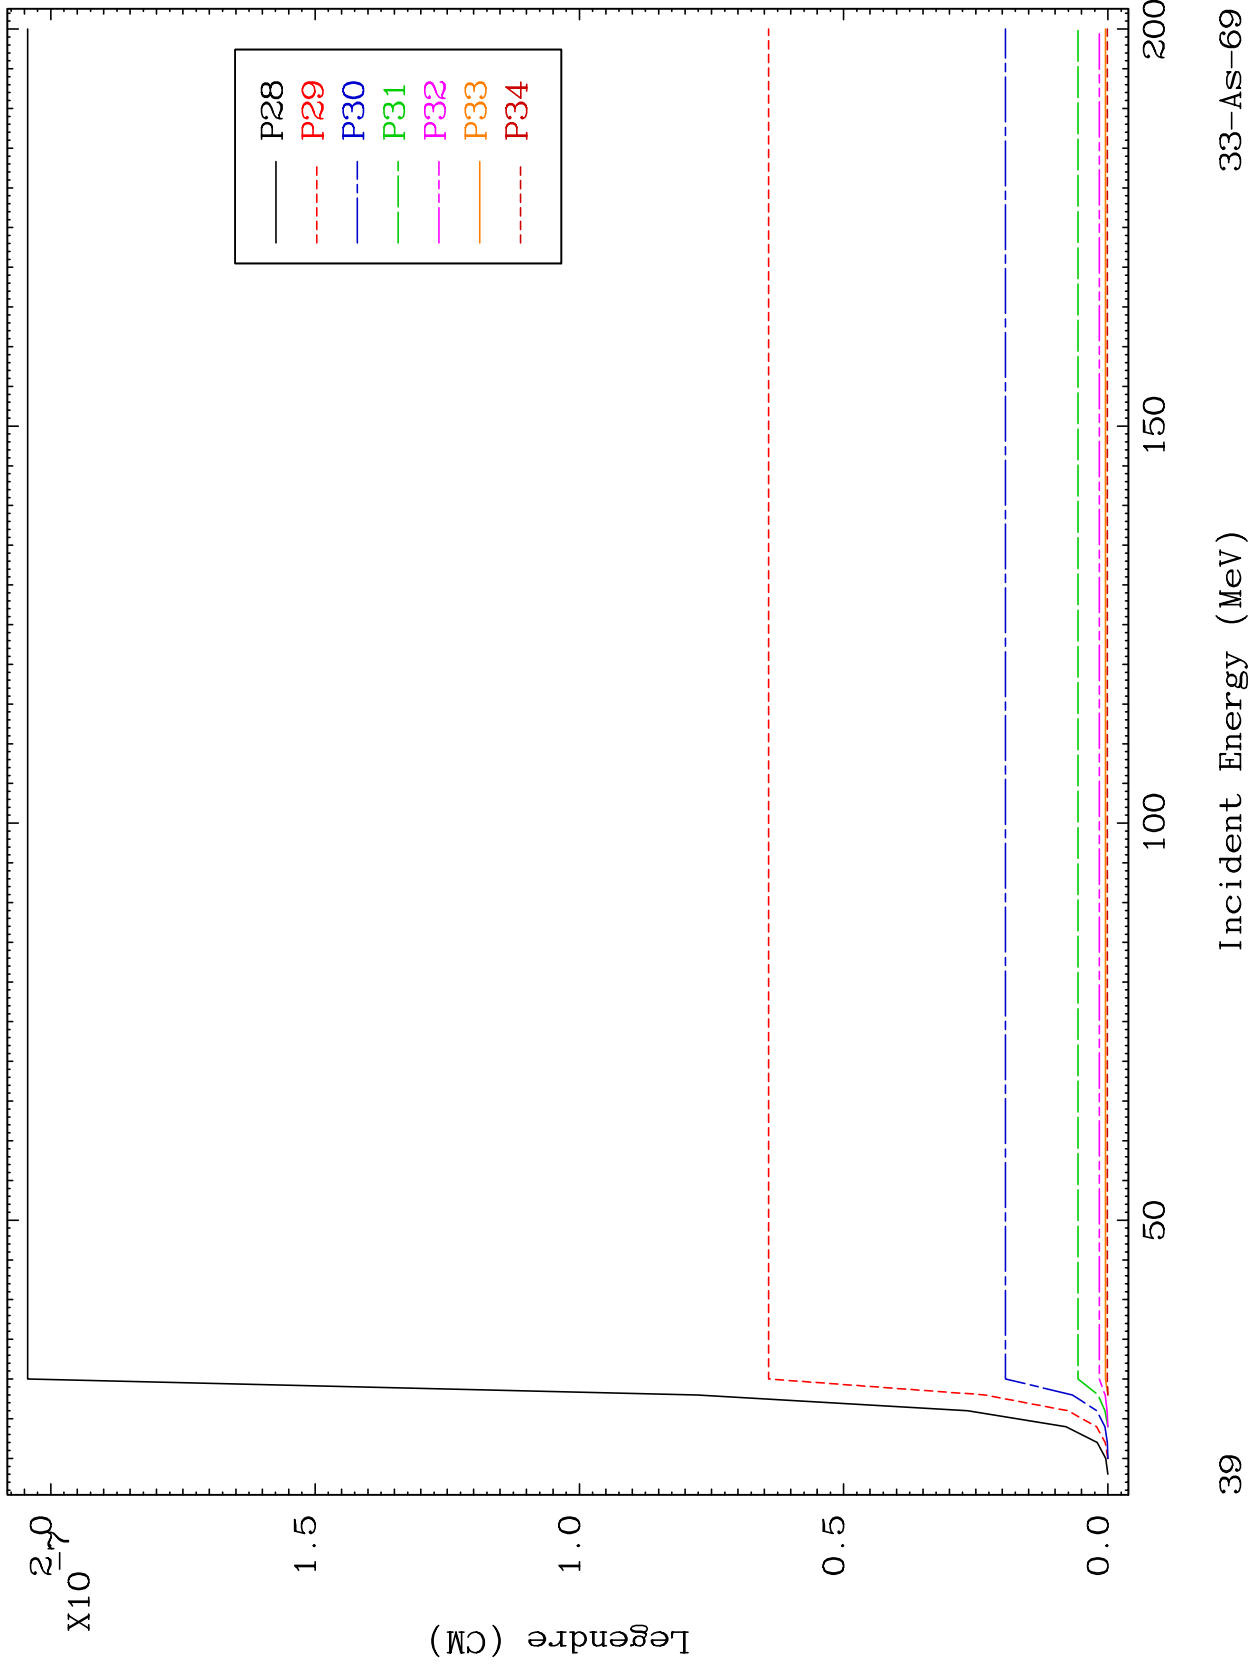 X10
-7
2.0
1.5
1.0
0.5
0.0
Legendre (CM)
P28
P29
P30
P31
P32
P33
P34
50
100
150
200
Incident Energy (MeV)
39
33-As-69